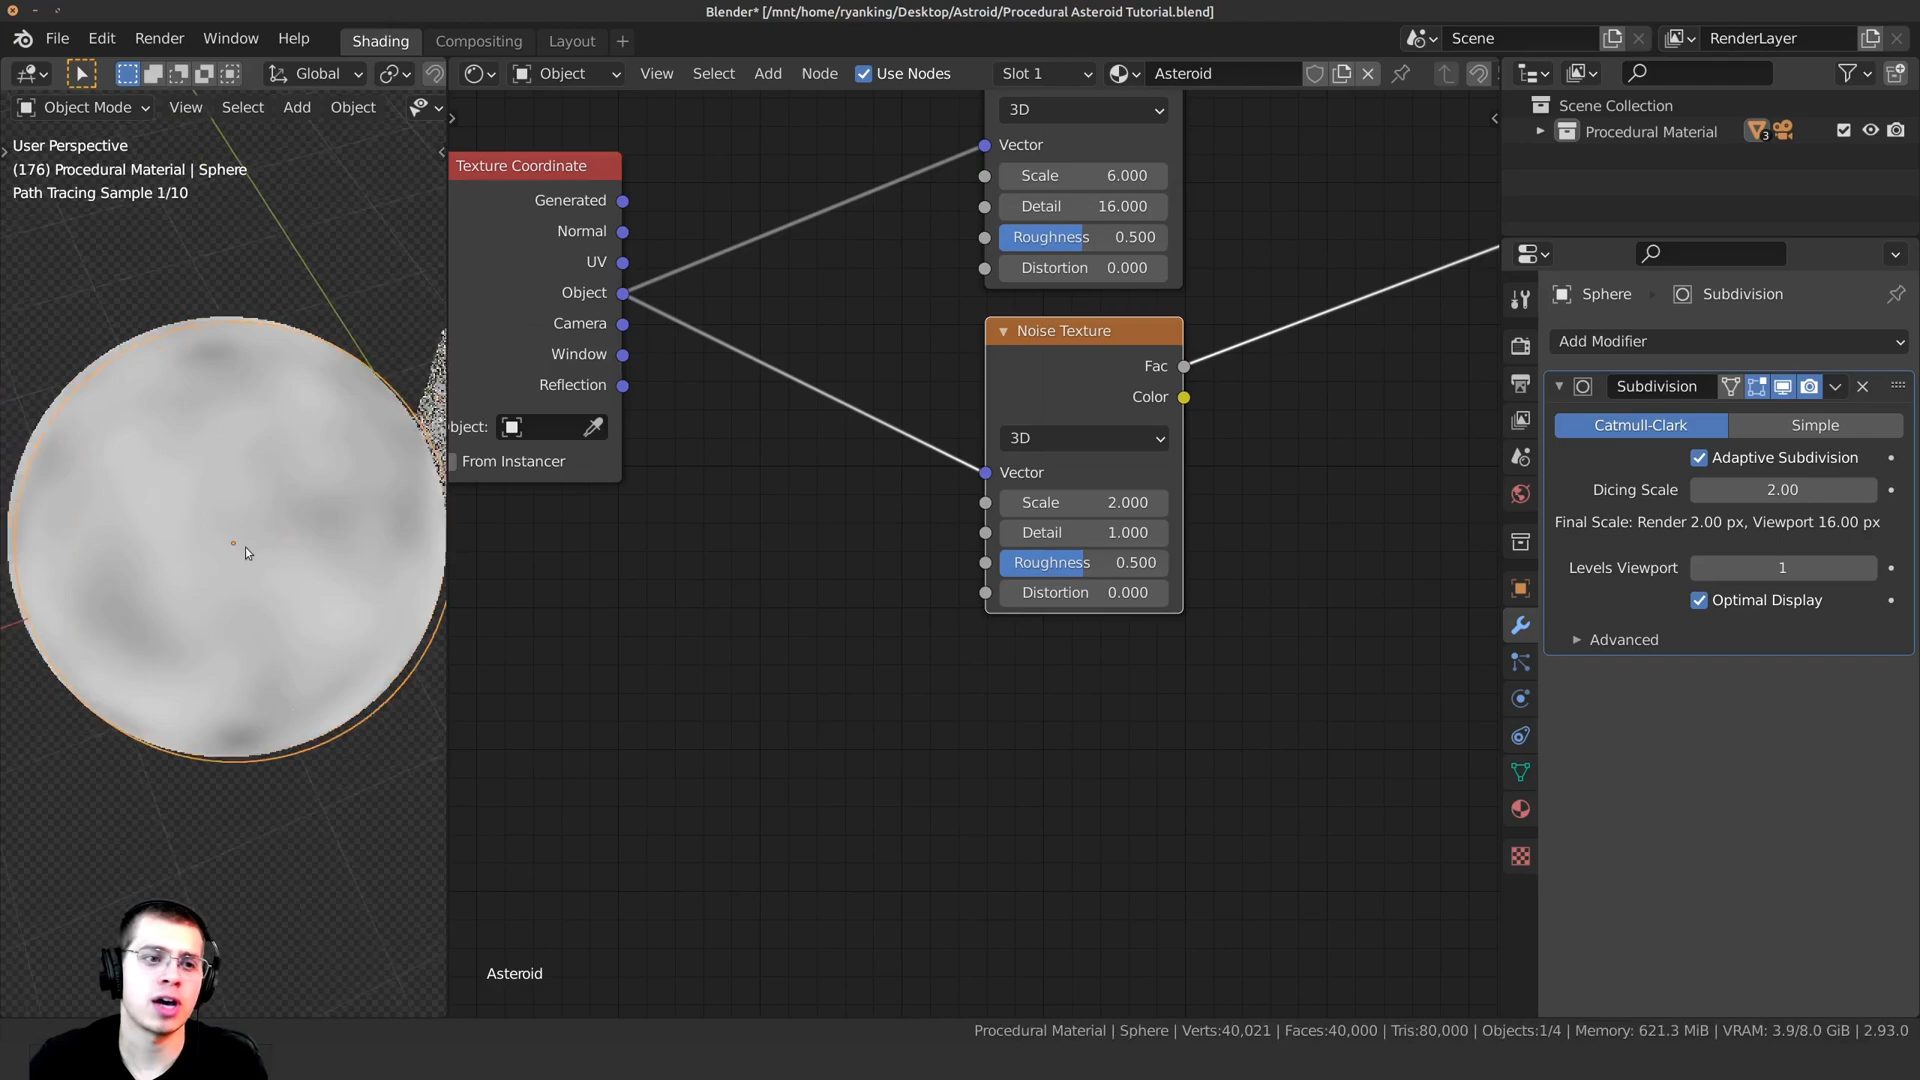 Blender* [/mnt/home/ryanking/Desktop/Astroid/Procedural Asteroid Tutorial.blend]
File Edit Render Window Help Shading Compositing Layout + Scene RenderLayer
Global Object View Select Add Node Use Nodes Slot 1 Asteroid
Object Mode View Select Add Object
User Perspective
(176) Procedural Material | Sphere
Path Tracing Sample 1/10
Texture Coordinate
Generated
Normal
UV
Object
Camera
Window
Reflection
bject:
From Instancer
3D
Vector
Scale 6.000
Detail 16.000
Roughness 0.500
Distortion 0.000
Noise Texture
Fac
Color
3D
Vector
Scale 2.000
Detail 1.000
Roughness 0.500
Distortion 0.000
Asteroid
Scene Collection
Procedural Material 3
Sphere Subdivision
Add Modifier
Subdivision
Catmull-Clark Simple
Adaptive Subdivision
Dicing Scale 2.00
Final Scale: Render 2.00 px, Viewport 16.00 px
Levels Viewport 1
Optimal Display
Advanced
Procedural Material | Sphere | Verts:40,021 | Faces:40,000 | Tris:80,000 | Objects:1/4 | Memory: 621.3 MiB | VRAM: 3.9/8.0 GiB | 2.93.0